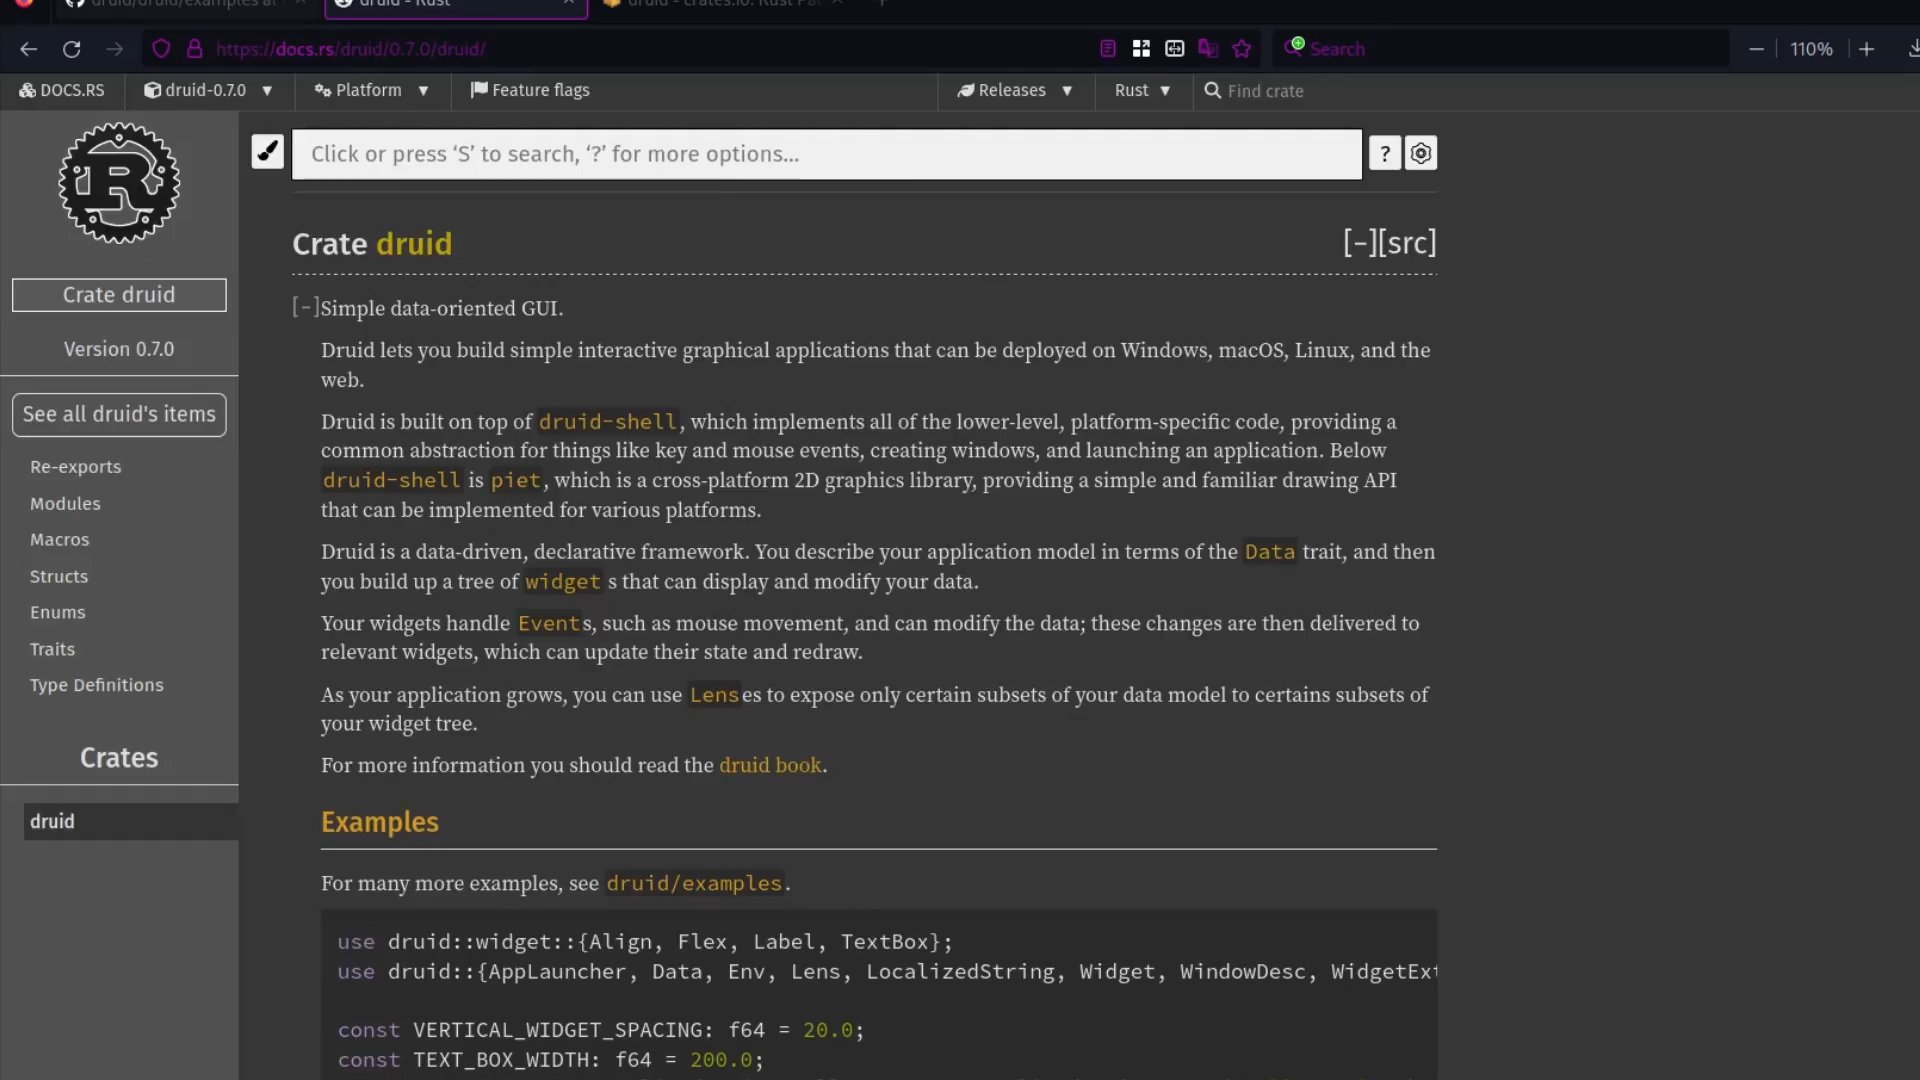 druid/druid/examples at
druid - Rust
druid - crates.io: Rust Pa
https://docs.rs/druid/0.7.0/druid/
Search
110%
DOCS.RS
druid-0.7.0
Platform
Feature flags
Releases
Rust
Find crate
Click or press ‘S’ to search, ‘?’ for more options...
?
Crate druid
[-][src]
Crate druid
Version 0.7.0
See all druid's items
Re-exports
Modules
Macros
Structs
Enums
Traits
Type Definitions
Crates
druid
[-]Simple data-oriented GUI.
Druid lets you build simple interactive graphical applications that can be deployed on Windows, macOS, Linux, and the
web.
Druid is built on top of druid-shell, which implements all of the lower-level, platform-specific code, providing a
common abstraction for things like key and mouse events, creating windows, and launching an application. Below
druid-shell is piet, which is a cross-platform 2D graphics library, providing a simple and familiar drawing API
that can be implemented for various platforms.
Druid is a data-driven, declarative framework. You describe your application model in terms of the Data trait, and then
you build up a tree of widget s that can display and modify your data.
Your widgets handle Events, such as mouse movement, and can modify the data; these changes are then delivered to
relevant widgets, which can update their state and redraw.
As your application grows, you can use Lenses to expose only certain subsets of your data model to certains subsets of
your widget tree.
For more information you should read the druid book.
Examples
For many more examples, see druid/examples.
use druid::widget::{Align, Flex, Label, TextBox};
use druid::{AppLauncher, Data, Env, Lens, LocalizedString, Widget, WindowDesc, WidgetExt
const VERTICAL_WIDGET_SPACING: f64 = 20.0;
const TEXT_BOX_WIDTH: f64 = 200.0;